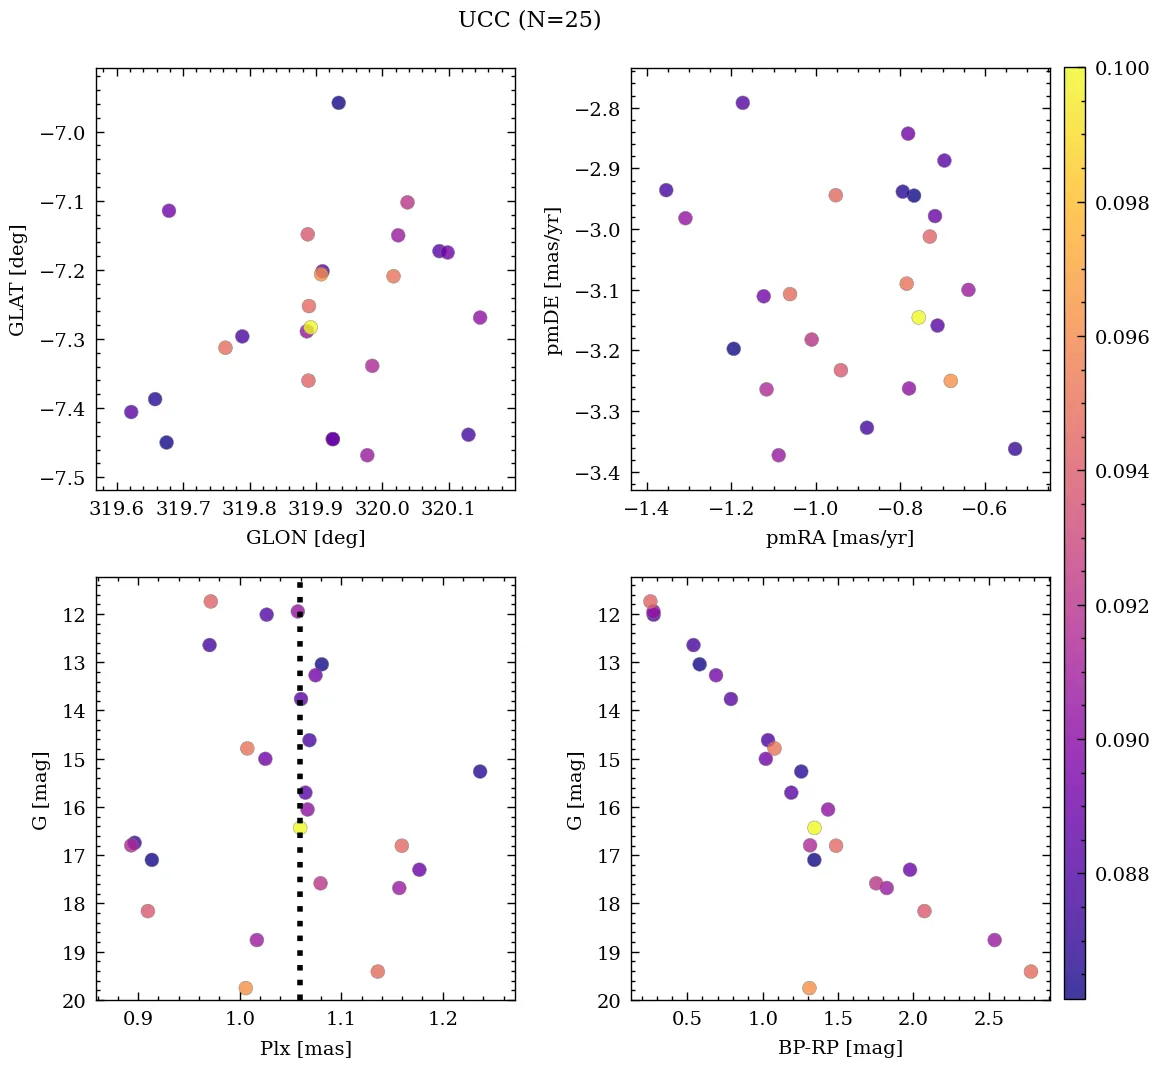 UCC (N=25)
GLAT [deg]
−7.0
−7.1
−7.2
−7.3
−7.4
−7.5
319.6 319.7 319.8 319.9 320.0 320.1
GLON [deg]
pmDE [mas/yr]
−2.8
−2.9
−3.0
−3.1
−3.2
−3.3
−3.4
−1.4 −1.2 −1.0 −0.8 −0.6
pmRA [mas/yr]
0.100
0.098
0.096
0.094
0.092
0.090
0.088
G [mag]
12
13
14
15
16
17
18
19
20
0.9 1.0 1.1 1.2
Plx [mas]
G [mag]
12
13
14
15
16
17
18
19
20
0.5 1.0 1.5 2.0 2.5
BP-RP [mag]